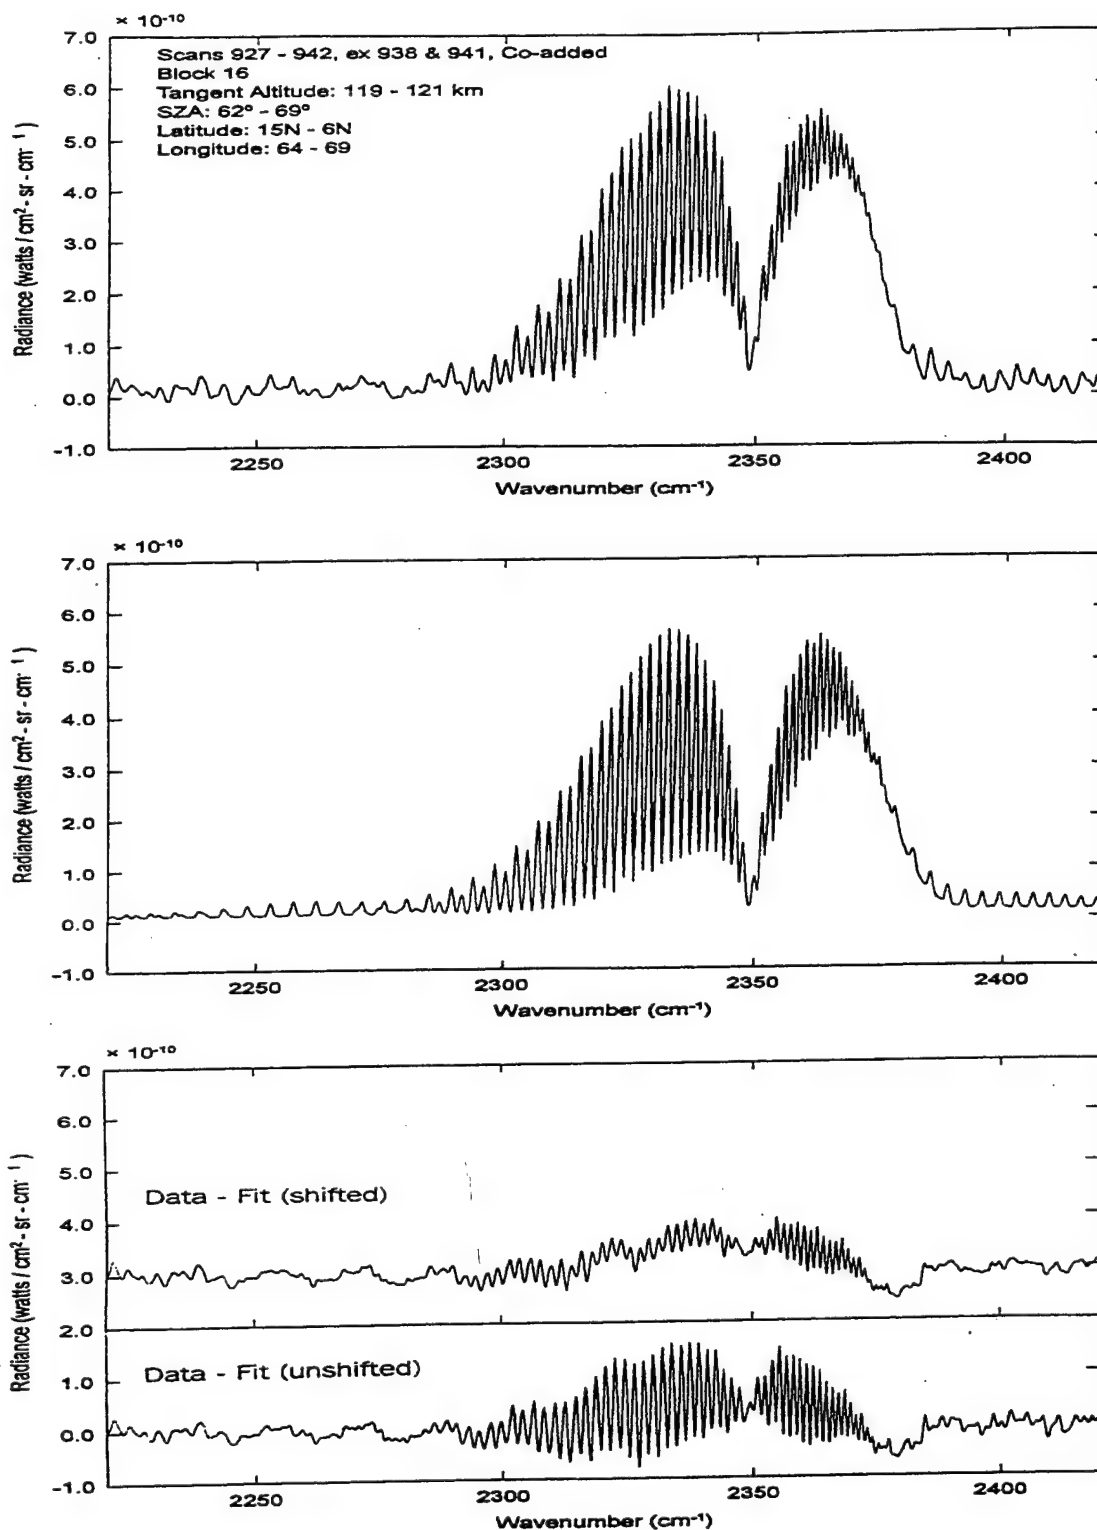 × 10⁻¹⁰
7.0
6.0
5.0
4.0
3.0
2.0
1.0
0.0
-1.0
Radiance (watts / cm² - sr - cm⁻¹)
Scans 927 - 942, ex 938 & 941, Co-added
Block 16
Tangent Altitude: 119 - 121 km
SZA: 62° - 69°
Latitude: 15N - 6N
Longitude: 64 - 69
2250 2300 2350 2400
Wavenumber (cm⁻¹)
× 10⁻¹⁰
7.0
6.0
5.0
4.0
3.0
2.0
1.0
0.0
-1.0
Radiance (watts / cm² - sr - cm⁻¹)
2250 2300 2350 2400
Wavenumber (cm⁻¹)
× 10⁻¹⁰
7.0
6.0
5.0
4.0
3.0
2.0
1.0
0.0
-1.0
Radiance (watts / cm² - sr - cm⁻¹)
Data - Fit (shifted)
Data - Fit (unshifted)
2250 2300 2350 2400
Wavenumber (cm⁻¹)